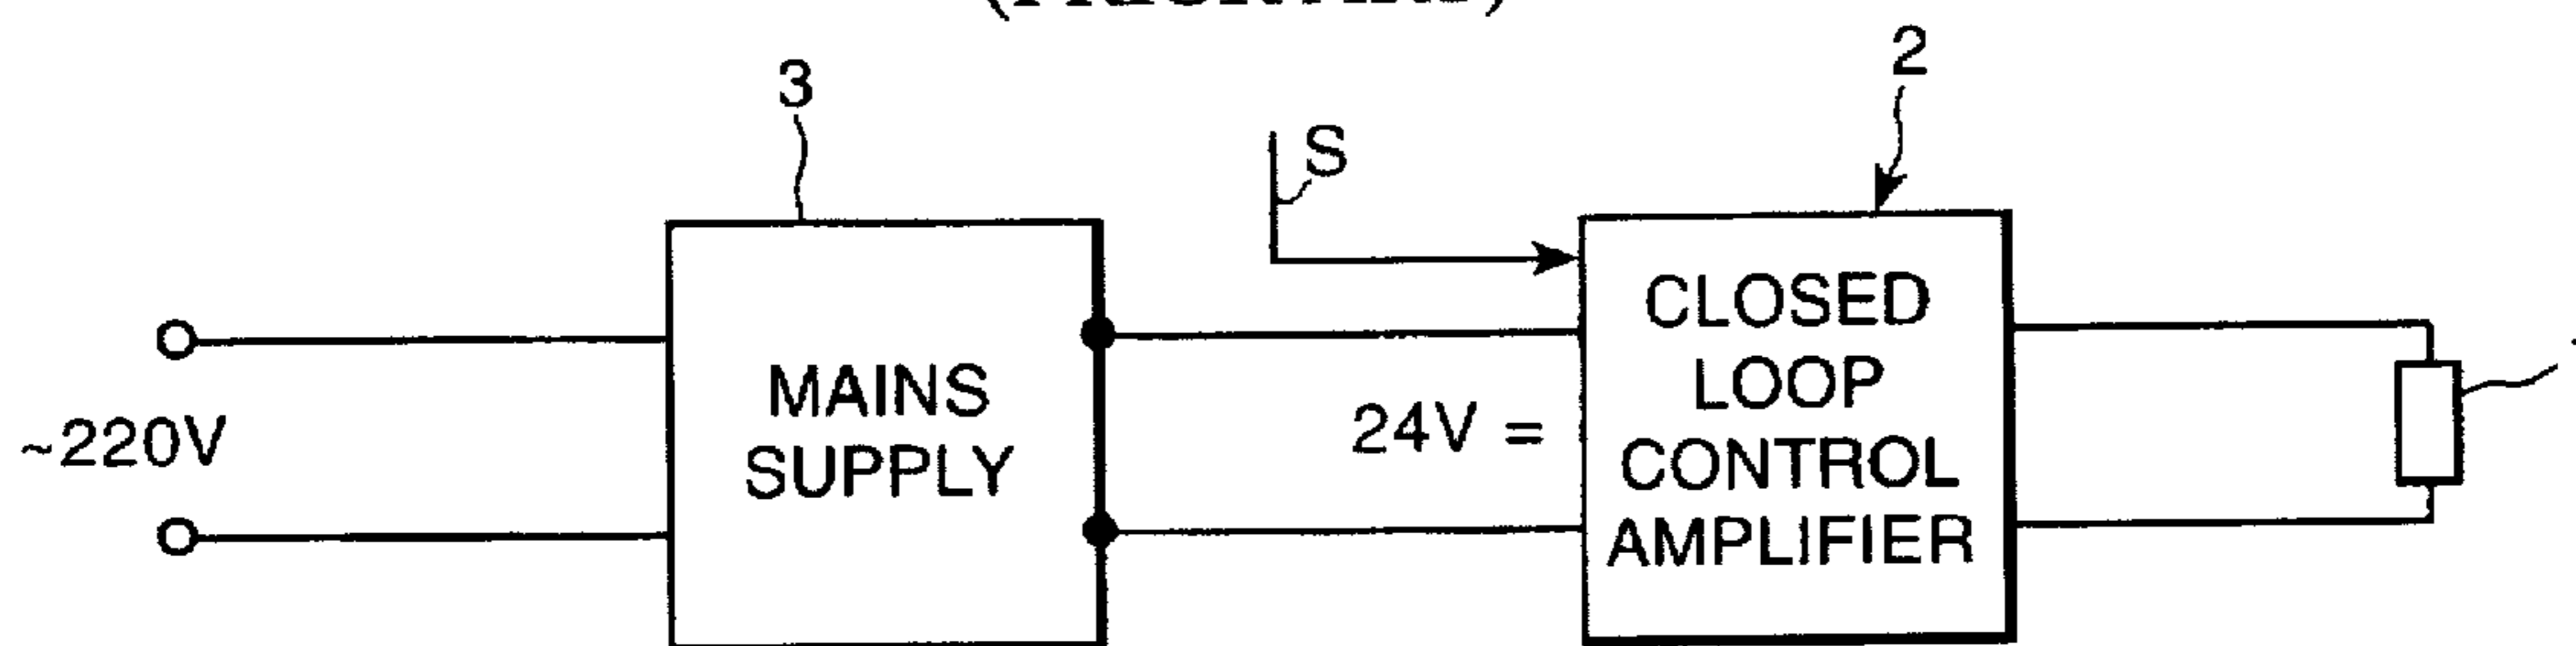 3
2
S
MAINS
SUPPLY
~220V
24V =
CLOSED
LOOP
CONTROL
AMPLIFIER